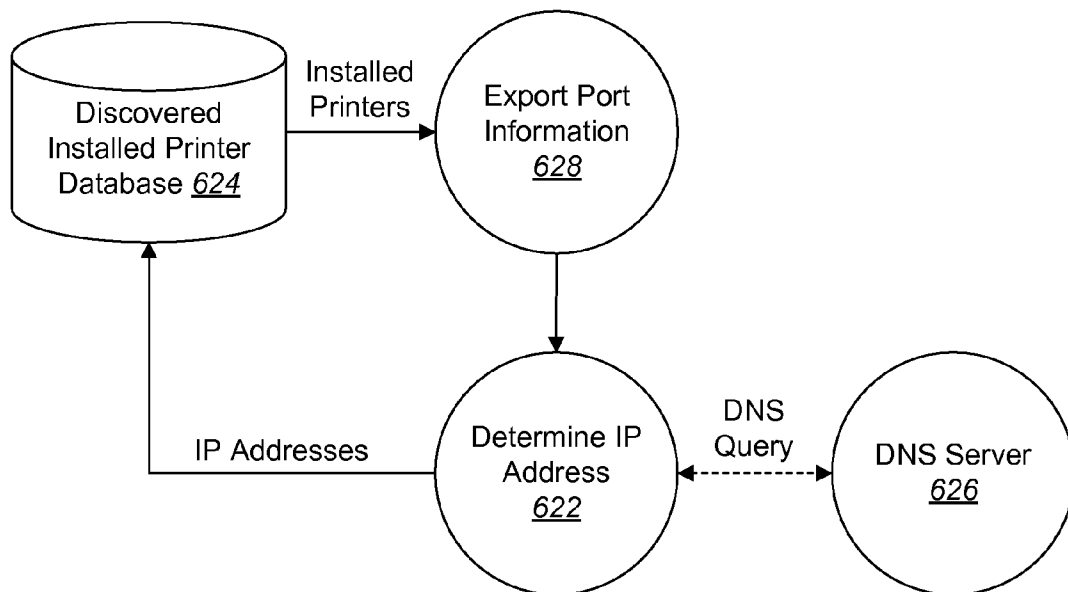 Discovered
Installed Printer
Database 624
Installed
Printers
Export Port
Information
628
IP Addresses
Determine IP
Address
622
DNS
Query
DNS Server
626